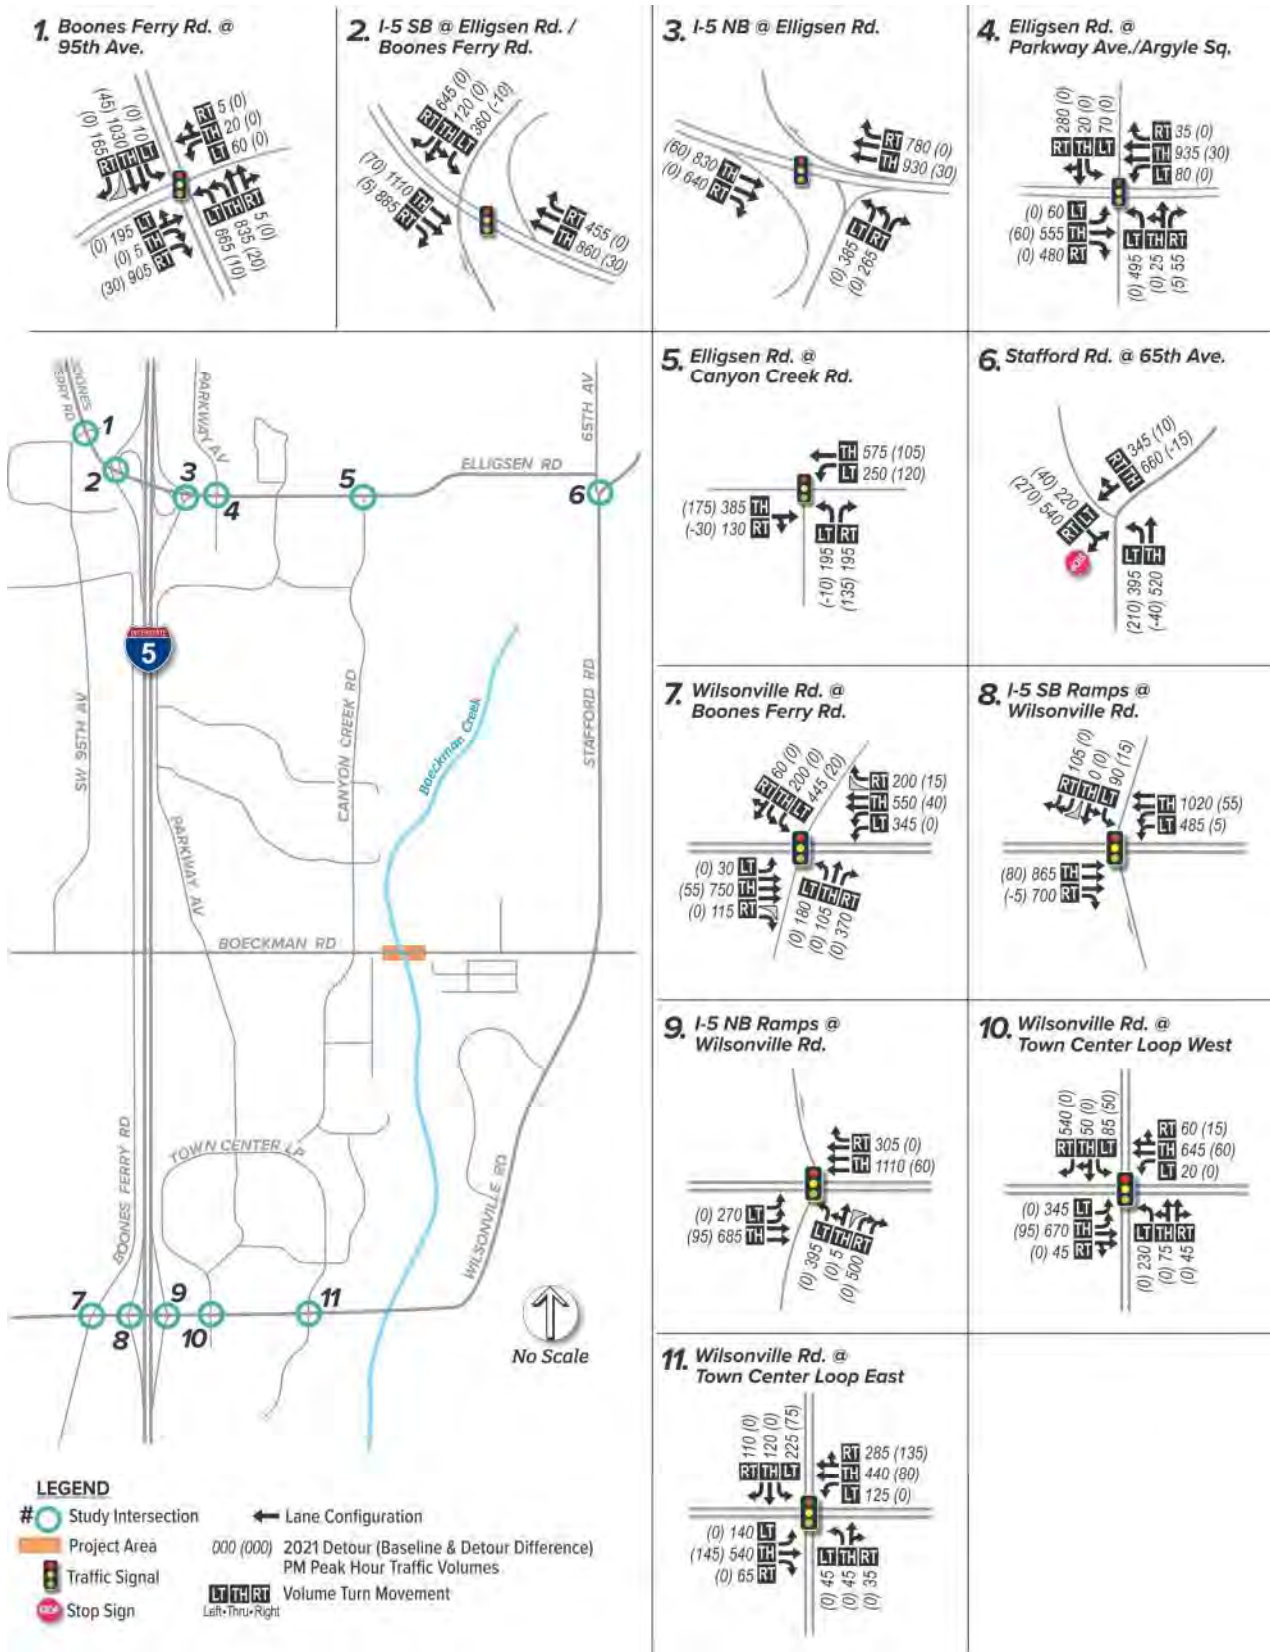 1. Boones Ferry Rd. @
95th Ave.
(0) 165
(45) 1030
(0) 10
RT TH LT
RT 5 (0)
TH 20 (0)
LT 60 (0)
(0) 195 LT
(0) 5 TH
(30) 905 RT
LT TH RT
665 (10)
835 (20)
5 (0)
2. I-5 SB @ Elligsen Rd. /
Boones Ferry Rd.
645 (0)
120 (0)
360 (-10)
RT TH LT
(70) 1110 TH
(5) 885 RT
RT 455 (0)
TH 860 (30)
3. I-5 NB @ Elligsen Rd.
(60) 830 TH
(0) 640 RT
RT 780 (0)
TH 930 (30)
LT RT
(0) 385
(0) 265
4. Elligsen Rd. @
Parkway Ave./Argyle Sq.
280 (0)
20 (0)
70 (0)
RT TH LT
RT 35 (0)
TH 935 (30)
LT 80 (0)
(0) 60 LT
(60) 555 TH
(0) 480 RT
LT TH RT
(0) 495
(0) 25
(5) 55
5. Elligsen Rd. @
Canyon Creek Rd.
TH 575 (105)
LT 250 (120)
(175) 385 TH
(-30) 130 RT
LT RT
(-10) 195
(135) 195
6. Stafford Rd. @ 65th Ave.
RT 345 (10)
TH 660 (-15)
(40) 220 LT
(270) 540 RT
STOP
LT TH
(210) 395
(-40) 520
7. Wilsonville Rd. @
Boones Ferry Rd.
60 (0)
200 (0)
445 (20)
RT TH LT
RT 200 (15)
TH 550 (40)
LT 345 (0)
(0) 30 LT
(55) 750 TH
(0) 115 RT
LT TH RT
(0) 180
(0) 105
(0) 370
8. I-5 SB Ramps @
Wilsonville Rd.
105 (0)
0 (0)
90 (15)
RT TH LT
TH 1020 (55)
LT 485 (5)
(80) 865 TH
(-5) 700 RT
9. I-5 NB Ramps @
Wilsonville Rd.
RT 305 (0)
TH 1110 (60)
(0) 270 LT
(95) 685 TH
LT TH RT
(0) 395
(0) 5
(0) 500
10. Wilsonville Rd. @
Town Center Loop West
540 (0)
50 (0)
85 (50)
RT TH LT
RT 60 (15)
TH 645 (60)
LT 20 (0)
(0) 345 LT
(95) 670 TH
(0) 45 RT
LT TH RT
(0) 230
(0) 75
(0) 45
11. Wilsonville Rd. @
Town Center Loop East
110 (0)
120 (0)
225 (75)
RT TH LT
RT 285 (135)
TH 440 (80)
LT 125 (0)
(0) 140 LT
(145) 540 TH
(0) 65 RT
LT TH RT
(0) 45
(0) 45
(0) 35
BOONES
FERRY RD
PARKWAY AV
65TH AV
ELLIGSEN RD
1
2
3
4
5
6
INTERSTATE
5
SW 95TH AV
CANYON CREEK RD
Boeckman Creek
STAFFORD RD
PARKWAY AV
BOECKMAN RD
BOONES FERRY RD
TOWN CENTER LP
WILSONVILLE RD
7
8
9
10
11
No Scale
LEGEND
# Study Intersection
Project Area
Traffic Signal
STOP Stop Sign
Lane Configuration
000 (000) 2021 Detour (Baseline & Detour Difference)
PM Peak Hour Traffic Volumes
LT TH RT Volume Turn Movement
Left•Thru•Right